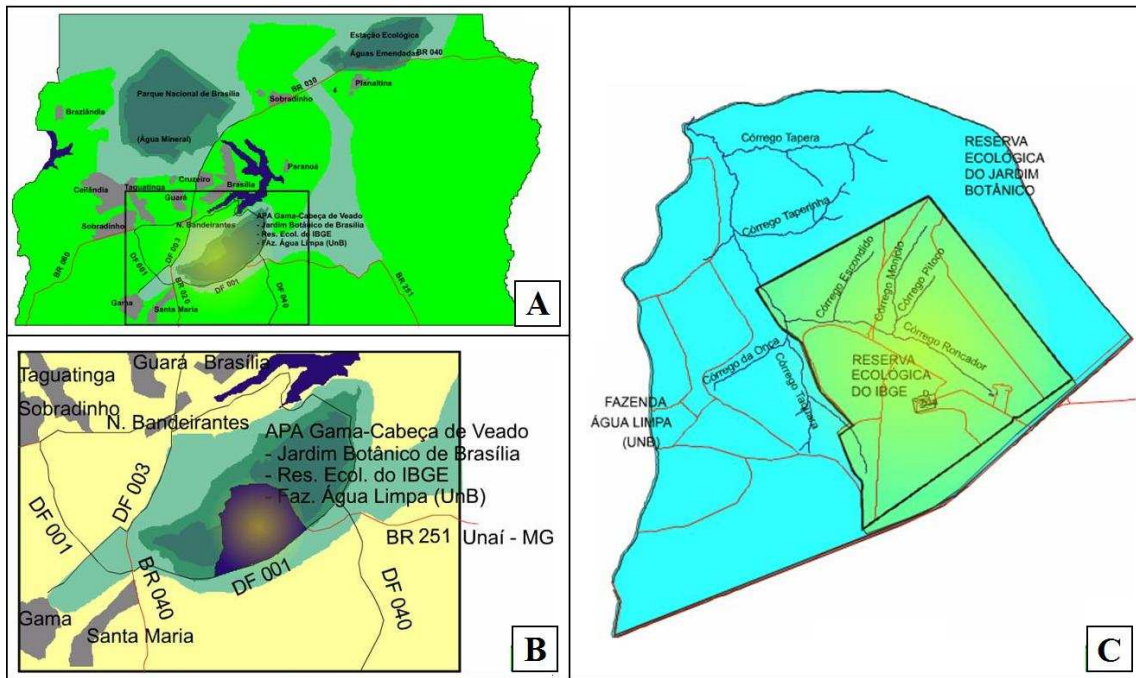 Estação Ecológica
Águas Emendadas
BR 040
BR 030
Planaltina
Parque Nacional de Brasília
Sobradinho
Brazlândia
(Água Mineral)
Paranoá
Cruzeiro
Ceilândia
Taguatinga
Brasília
Guará
Sobradinho
N. Bandeirantes
APA Gama-Cabeça de Veado
- Jardim Botânico de Brasília
- Res. Ecol. do IBGE
- FAz. Água Limpa (UnB)
DF 003
DF 001
BR 060
BR 020
DF 001
DF 040
BR 251
Gama
Santa Maria
A
Guará
Brasília
Taguatinga
Sobradinho
N. Bandeirantes
APA Gama-Cabeça de Veado
- Jardim Botânico de Brasília
- Res. Ecol. do IBGE
- Faz. Água Limpa (UnB)
DF 003
DF 001
BR 251
Unaí - MG
DF 001
BR 040
DF 040
Gama
Santa Maria
B
Córrego Tapera
RESERVA
ECOLÓGICA
DO JARDIM
BOTÂNICO
Córrego Taperinha
Córrego Escondido
Córrego Monjolo
Córrego Pitoco
Córrego Roncador
Córrego da Onça
Córrego Taquara
RESERVA
ECOLÓGICA
DO IBGE
FAZENDA
ÁGUA LIMPA
(UNB)
C